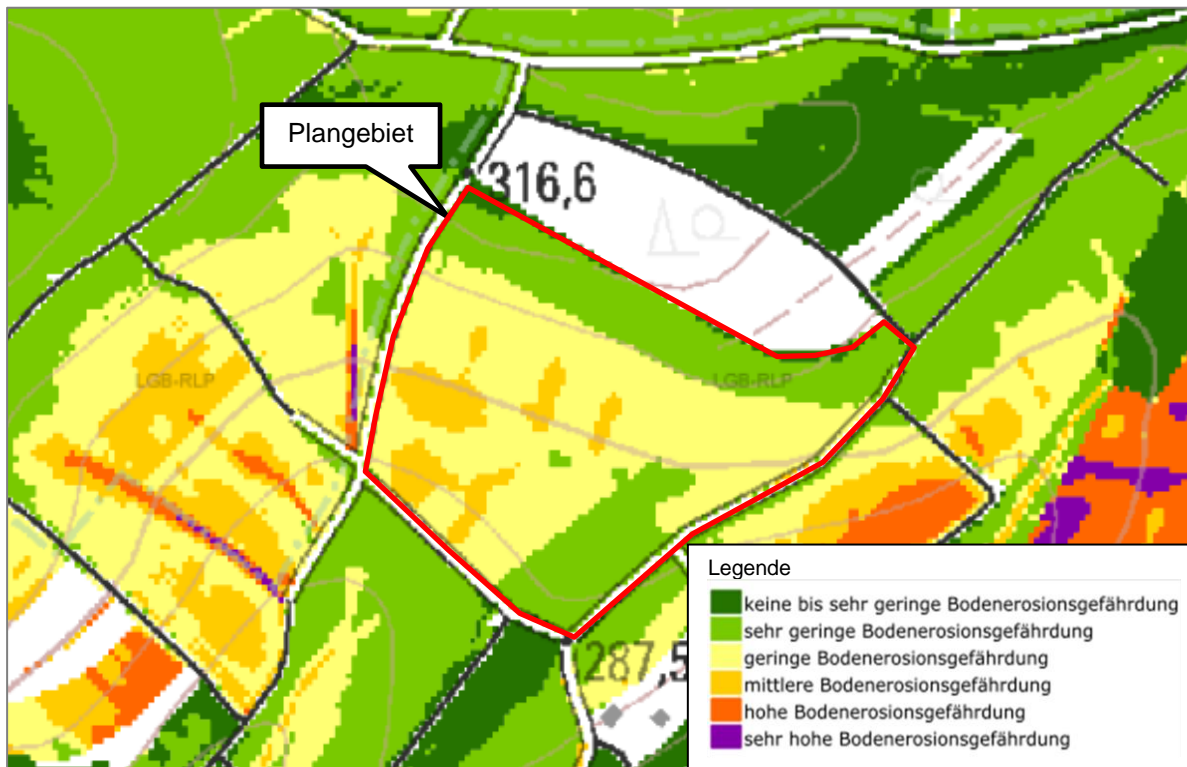 Plangebiet
316,6
LGB-RLP
LGB-RLP
287,5
Legende
keine bis sehr geringe Bodenerosionsgefährdung
sehr geringe Bodenerosionsgefährdung
geringe Bodenerosionsgefährdung
mittlere Bodenerosionsgefährdung
hohe Bodenerosionsgefährdung
sehr hohe Bodenerosionsgefährdung